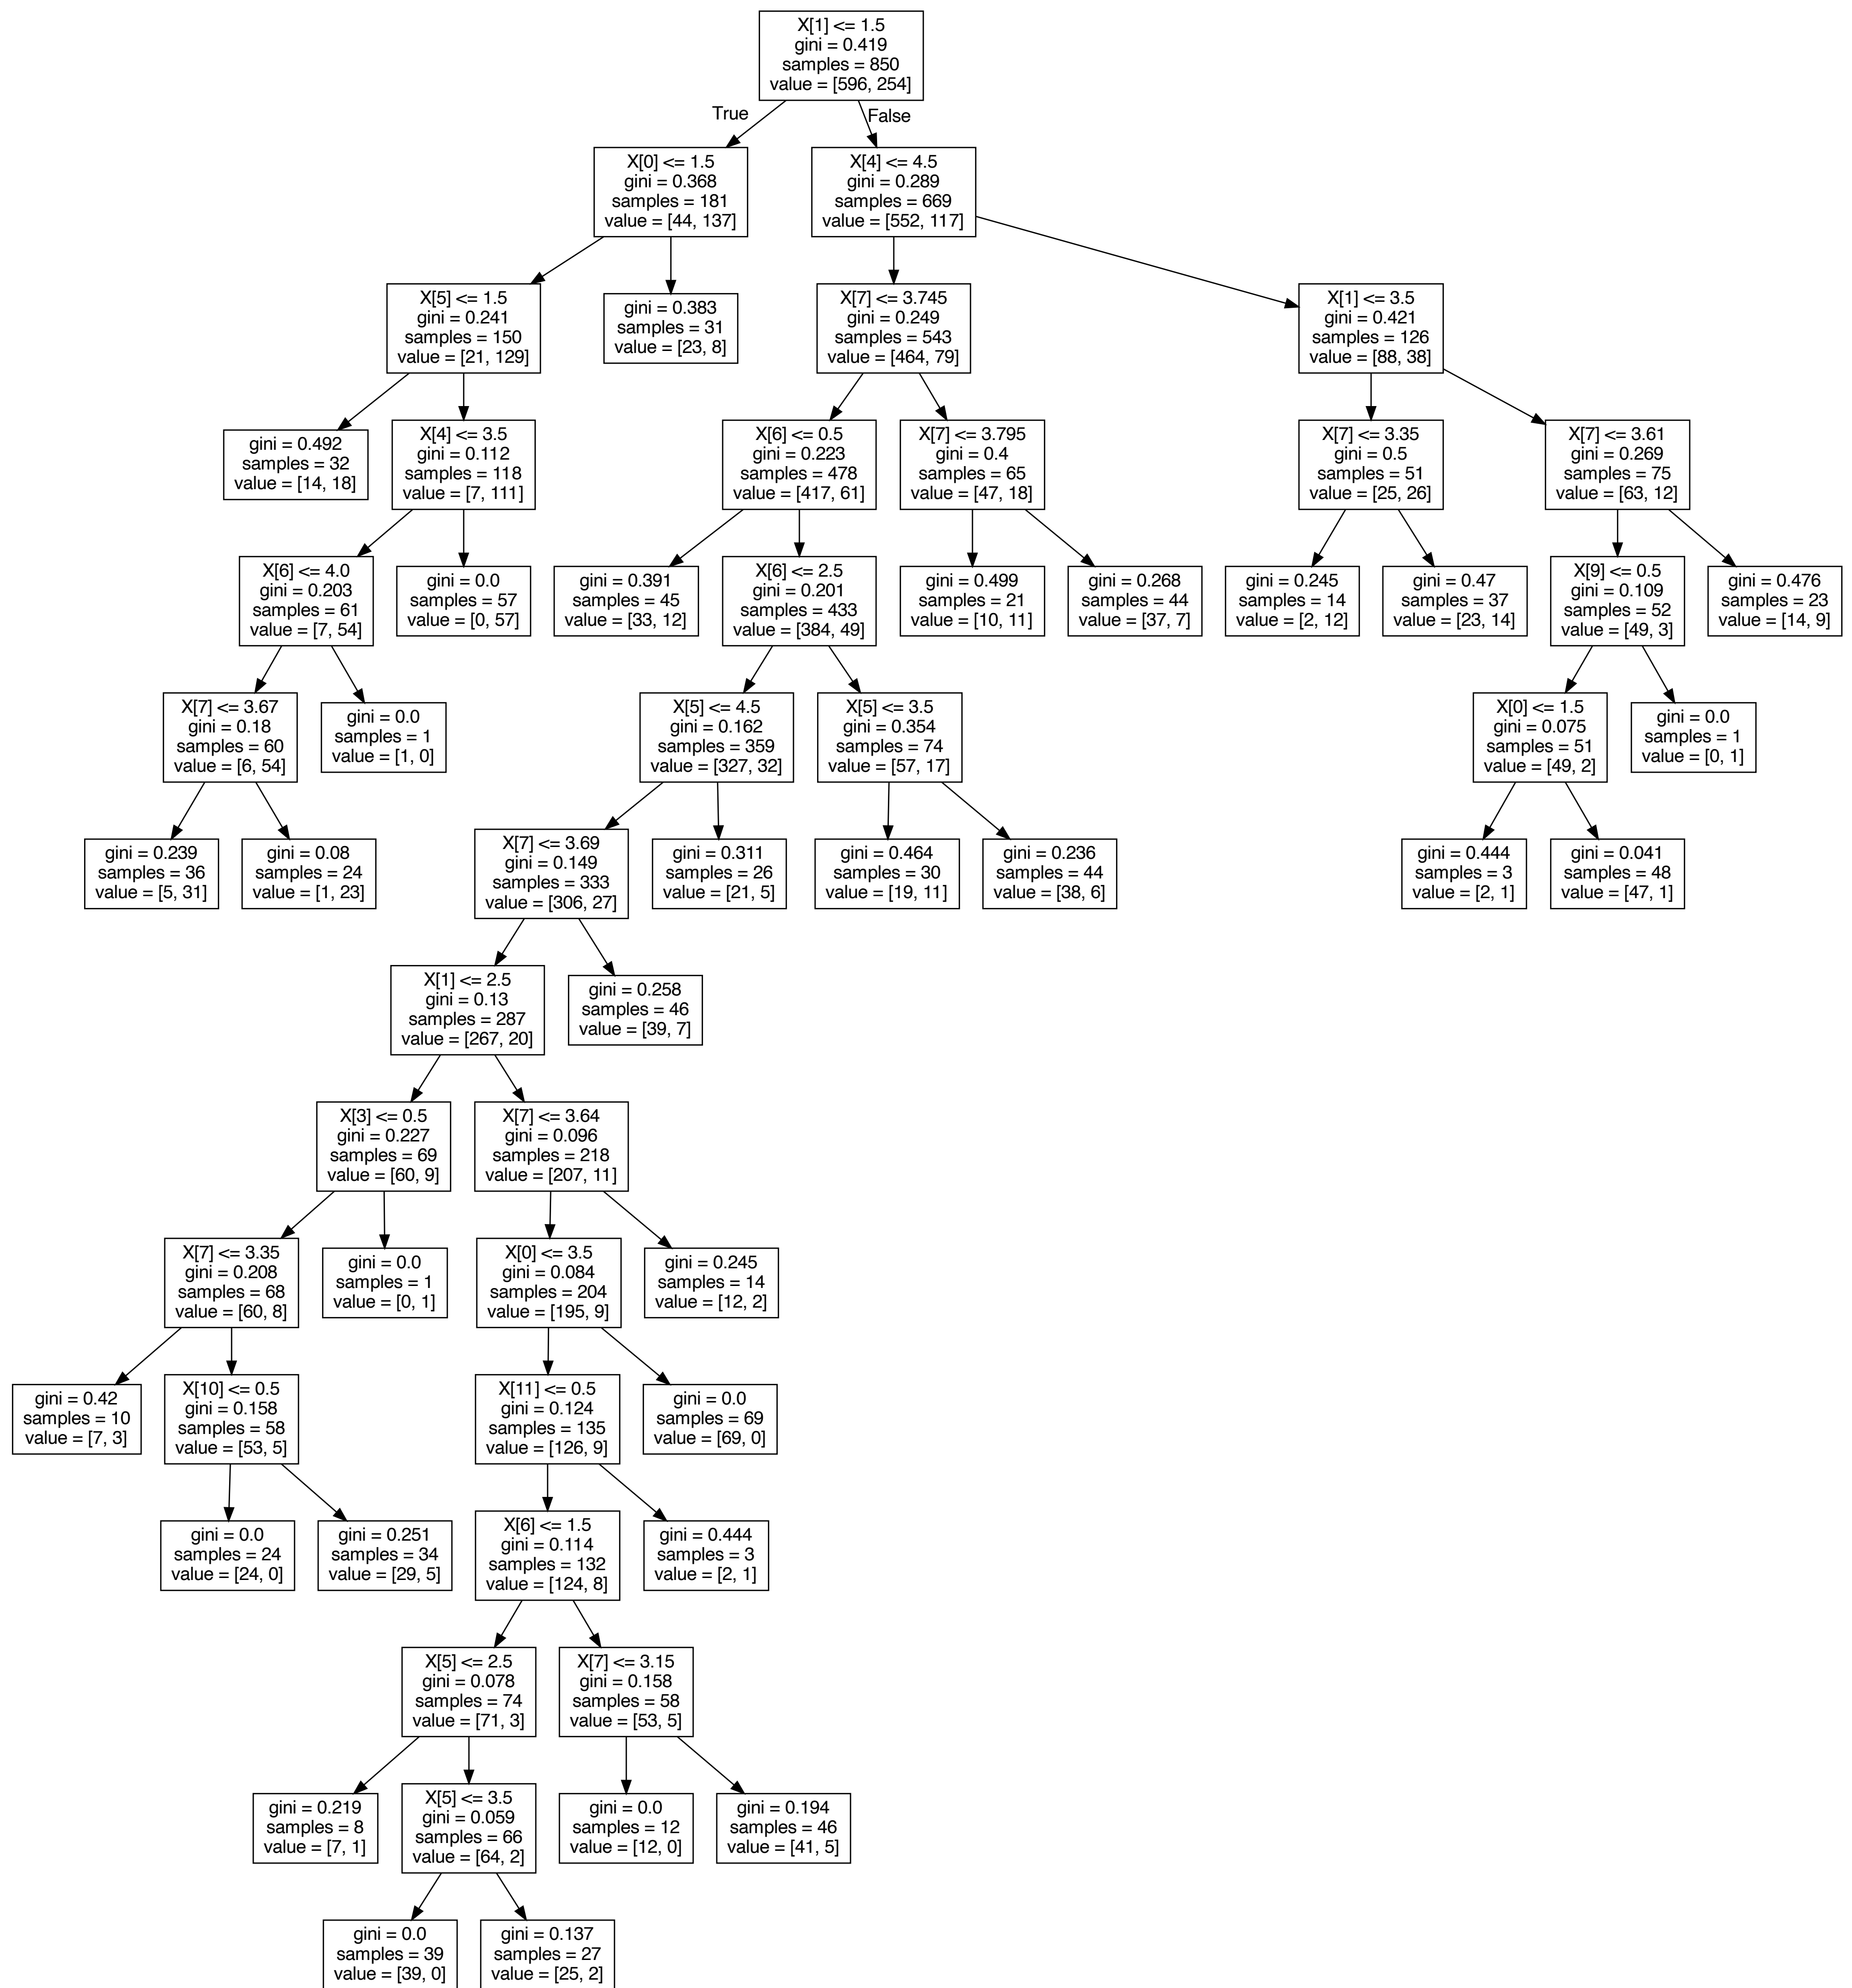 X[1] <= 1.5
gini = 0.419
samples = 850
value = [596, 254]
True
False
X[0] <= 1.5
gini = 0.368
samples = 181
value = [44, 137]
X[4] <= 4.5
gini = 0.289
samples = 669
value = [552, 117]
X[5] <= 1.5
gini = 0.241
samples = 150
value = [21, 129]
gini = 0.383
samples = 31
value = [23, 8]
X[7] <= 3.745
gini = 0.249
samples = 543
value = [464, 79]
X[1] <= 3.5
gini = 0.421
samples = 126
value = [88, 38]
gini = 0.492
samples = 32
value = [14, 18]
X[4] <= 3.5
gini = 0.112
samples = 118
value = [7, 111]
X[6] <= 0.5
gini = 0.223
samples = 478
value = [417, 61]
X[7] <= 3.795
gini = 0.4
samples = 65
value = [47, 18]
X[7] <= 3.35
gini = 0.5
samples = 51
value = [25, 26]
X[7] <= 3.61
gini = 0.269
samples = 75
value = [63, 12]
X[6] <= 4.0
gini = 0.203
samples = 61
value = [7, 54]
gini = 0.0
samples = 57
value = [0, 57]
gini = 0.391
samples = 45
value = [33, 12]
X[6] <= 2.5
gini = 0.201
samples = 433
value = [384, 49]
gini = 0.499
samples = 21
value = [10, 11]
gini = 0.268
samples = 44
value = [37, 7]
gini = 0.245
samples = 14
value = [2, 12]
gini = 0.47
samples = 37
value = [23, 14]
X[9] <= 0.5
gini = 0.109
samples = 52
value = [49, 3]
gini = 0.476
samples = 23
value = [14, 9]
X[7] <= 3.67
gini = 0.18
samples = 60
value = [6, 54]
gini = 0.0
samples = 1
value = [1, 0]
X[5] <= 4.5
gini = 0.162
samples = 359
value = [327, 32]
X[5] <= 3.5
gini = 0.354
samples = 74
value = [57, 17]
X[0] <= 1.5
gini = 0.075
samples = 51
value = [49, 2]
gini = 0.0
samples = 1
value = [0, 1]
gini = 0.239
samples = 36
value = [5, 31]
gini = 0.08
samples = 24
value = [1, 23]
X[7] <= 3.69
gini = 0.149
samples = 333
value = [306, 27]
gini = 0.311
samples = 26
value = [21, 5]
gini = 0.464
samples = 30
value = [19, 11]
gini = 0.236
samples = 44
value = [38, 6]
gini = 0.444
samples = 3
value = [2, 1]
gini = 0.041
samples = 48
value = [47, 1]
X[1] <= 2.5
gini = 0.13
samples = 287
value = [267, 20]
gini = 0.258
samples = 46
value = [39, 7]
X[3] <= 0.5
gini = 0.227
samples = 69
value = [60, 9]
X[7] <= 3.64
gini = 0.096
samples = 218
value = [207, 11]
X[7] <= 3.35
gini = 0.208
samples = 68
value = [60, 8]
gini = 0.0
samples = 1
value = [0, 1]
X[0] <= 3.5
gini = 0.084
samples = 204
value = [195, 9]
gini = 0.245
samples = 14
value = [12, 2]
gini = 0.42
samples = 10
value = [7, 3]
X[10] <= 0.5
gini = 0.158
samples = 58
value = [53, 5]
X[11] <= 0.5
gini = 0.124
samples = 135
value = [126, 9]
gini = 0.0
samples = 69
value = [69, 0]
gini = 0.0
samples = 24
value = [24, 0]
gini = 0.251
samples = 34
value = [29, 5]
X[6] <= 1.5
gini = 0.114
samples = 132
value = [124, 8]
gini = 0.444
samples = 3
value = [2, 1]
X[5] <= 2.5
gini = 0.078
samples = 74
value = [71, 3]
X[7] <= 3.15
gini = 0.158
samples = 58
value = [53, 5]
gini = 0.219
samples = 8
value = [7, 1]
X[5] <= 3.5
gini = 0.059
samples = 66
value = [64, 2]
gini = 0.0
samples = 12
value = [12, 0]
gini = 0.194
samples = 46
value = [41, 5]
gini = 0.0
samples = 39
value = [39, 0]
gini = 0.137
samples = 27
value = [25, 2]